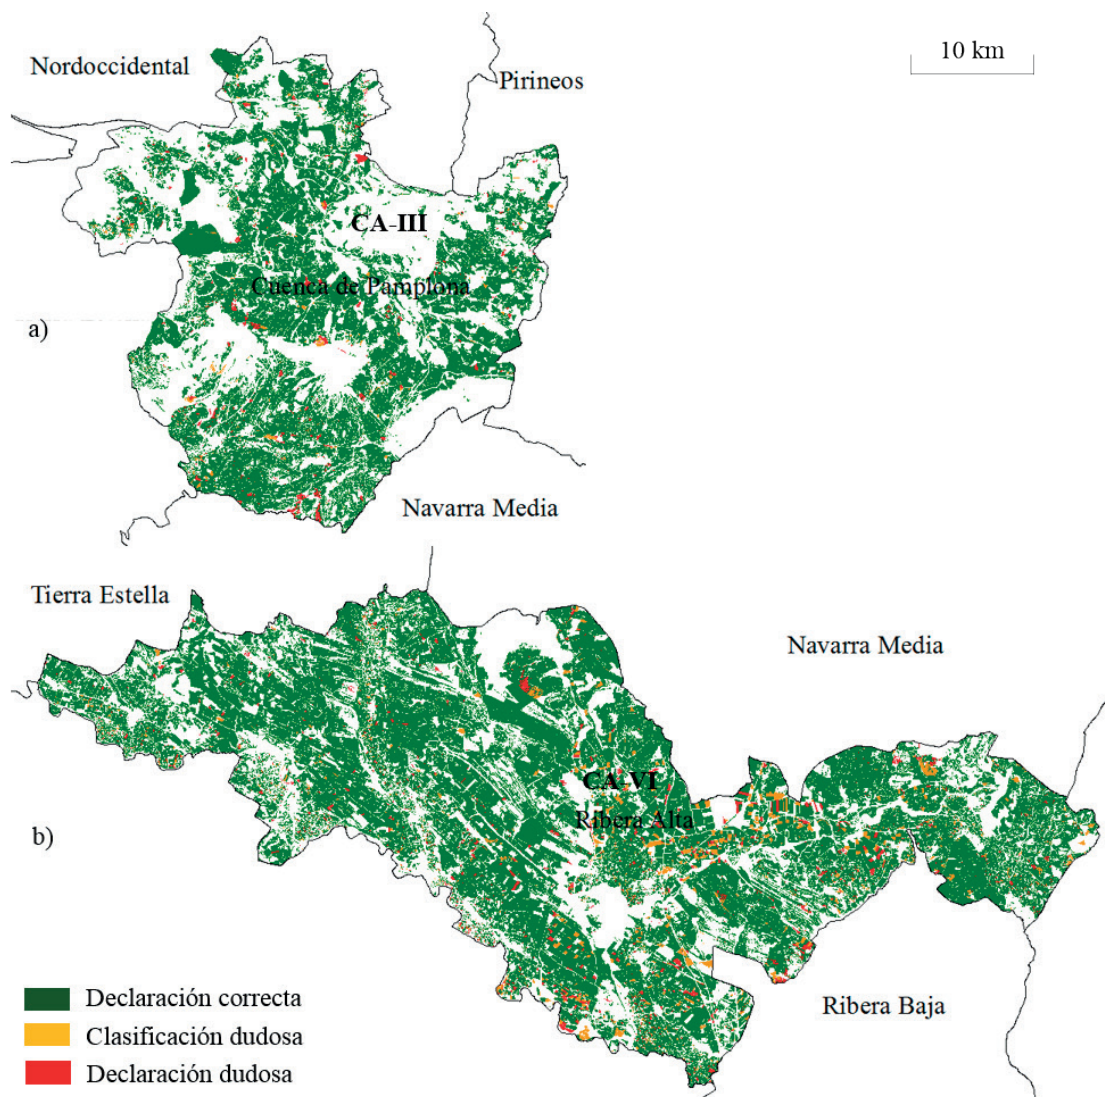 Nordoccidental
10 km
Pirineos
CA-III
Cuenca de Pamplona
a)
Navarra Media
Tierra Estella
Navarra Media
CA-VI
Ribera Alta
b)
Ribera Baja
Declaración correcta
Clasificación dudosa
Declaración dudosa